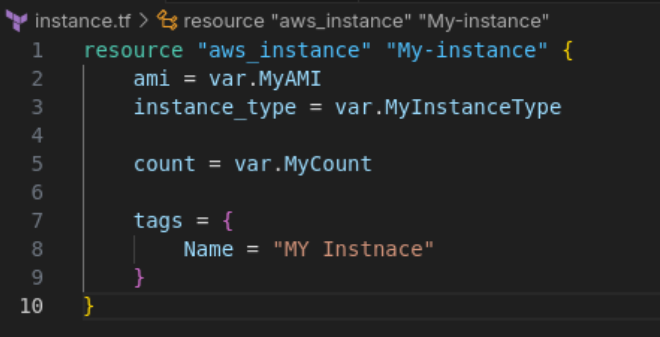 instance.tf > resource "aws_instance" "My-instance"
1 resource "aws_instance" "My-instance" {
2     ami = var.MyAMI
3     instance_type = var.MyInstanceType
4
5     count = var.MyCount
6
7     tags = {
8         Name = "MY Instnace"
9     }
10 }